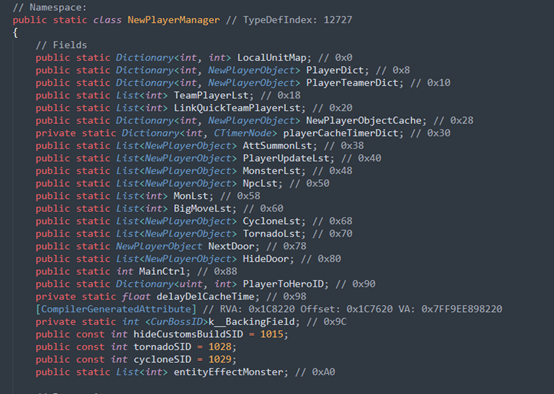 // Namespace:
public static class NewPlayerManager // TypeDefIndex: 12727
{
// Fields
public static Dictionary<int, int> LocalUnitMap; // 0x0
public static Dictionary<int, NewPlayerObject> PlayerDict; // 0x8
public static Dictionary<int, NewPlayerObject> PlayerTeamerDict; // 0x10
public static List<int> TeamPlayerLst; // 0x18
public static List<int> LinkQuickTeamPlayerLst; // 0x20
public static Dictionary<int, NewPlayerObject> NewPlayerObjectCache; // 0x28
private static Dictionary<int, CTimerNode> playerCacheTimerDict; // 0x30
public static List<NewPlayerObject> AttSummonLst; // 0x38
public static List<NewPlayerObject> PlayerUpdateLst; // 0x40
public static List<NewPlayerObject> MonsterLst; // 0x48
public static List<NewPlayerObject> NpcLst; // 0x50
public static List<int> MonLst; // 0x58
public static List<int> BigMoveLst; // 0x60
public static List<NewPlayerObject> CycloneLst; // 0x68
public static List<NewPlayerObject> TornadoLst; // 0x70
public static NewPlayerObject NextDoor; // 0x78
public static List<NewPlayerObject> HideDoor; // 0x80
public static int MainCtrl; // 0x88
public static Dictionary<uint, int> PlayerToHeroID; // 0x90
private static float delayDelCacheTime; // 0x98
[CompilerGeneratedAttribute] // RVA: 0x1C8220 Offset: 0x1C7620 VA: 0x7FF9EE898220
private static int <CurBossID>k__BackingField; // 0x9C
public const int hideCustomsBuildSID = 1015;
public const int tornadoSID = 1028;
public const int cycloneSID = 1029;
public static List<int> entityEffectMonster; // 0xA0